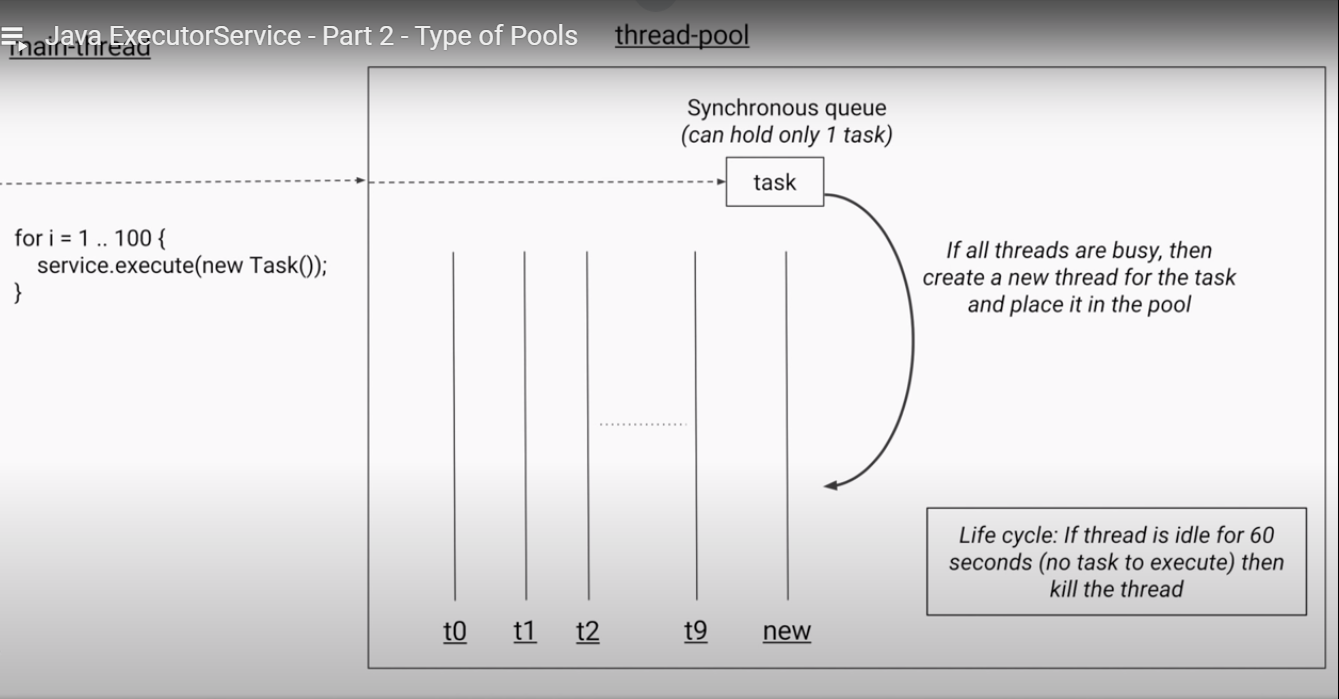 Java ExecutorService - Part 2 - Type of Pools
main-thread
thread-pool
Synchronous queue
(can hold only 1 task)
task
for i = 1 .. 100 {
service.execute(new Task());
}
If all threads are busy, then
create a new thread for the task
and place it in the pool
Life cycle: If thread is idle for 60
seconds (no task to execute) then
kill the thread
t0
t1
t2
t9
new